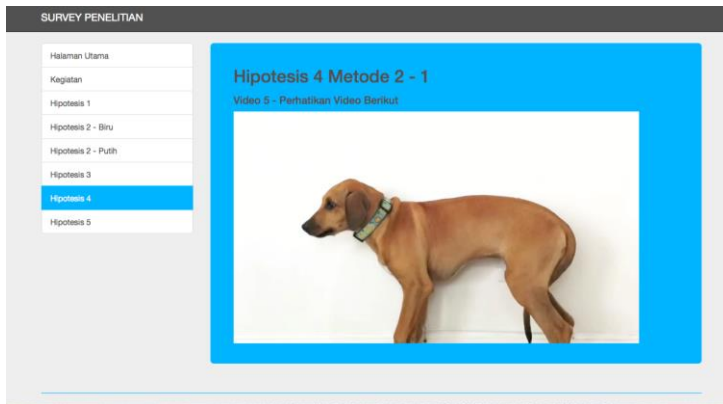 SURVEY PENELITIAN
Halaman Utama
Kegiatan
Hipotesis 1
Hipotesis 2 - Biru
Hipotesis 2 - Putih
Hipotesis 3
Hipotesis 4
Hipotesis 5
Hipotesis 4 Metode 2 - 1
Video 5 - Perhatikan Video Berikut